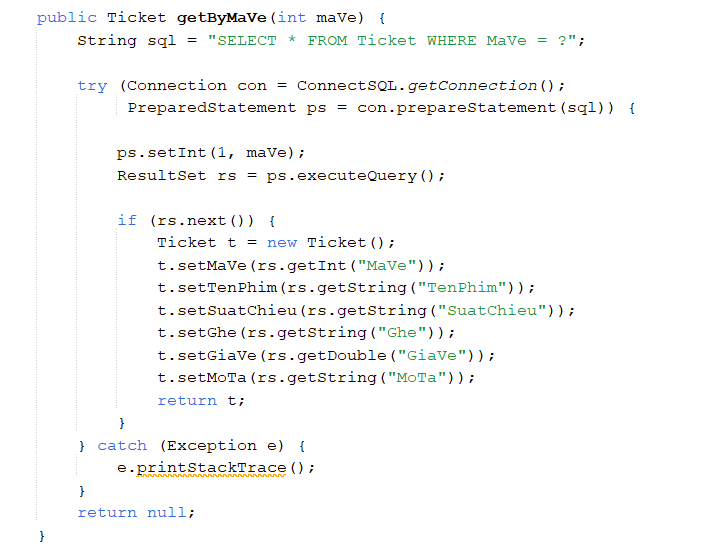 public Ticket getByMaVe(int maVe) {
    String sql = "SELECT * FROM Ticket WHERE MaVe = ?";

    try (Connection con = ConnectSQL.getConnection();
         PreparedStatement ps = con.prepareStatement(sql)) {

        ps.setInt(1, maVe);
        ResultSet rs = ps.executeQuery();

        if (rs.next()) {
            Ticket t = new Ticket();
            t.setMaVe(rs.getInt("MaVe"));
            t.setTenPhim(rs.getString("TenPhim"));
            t.setSuatChieu(rs.getString("SuatChieu"));
            t.setGhe(rs.getString("Ghe"));
            t.setGiaVe(rs.getDouble("GiaVe"));
            t.setMoTa(rs.getString("MoTa"));
            return t;
        }
    } catch (Exception e) {
        e.printStackTrace();
    }
    return null;
}